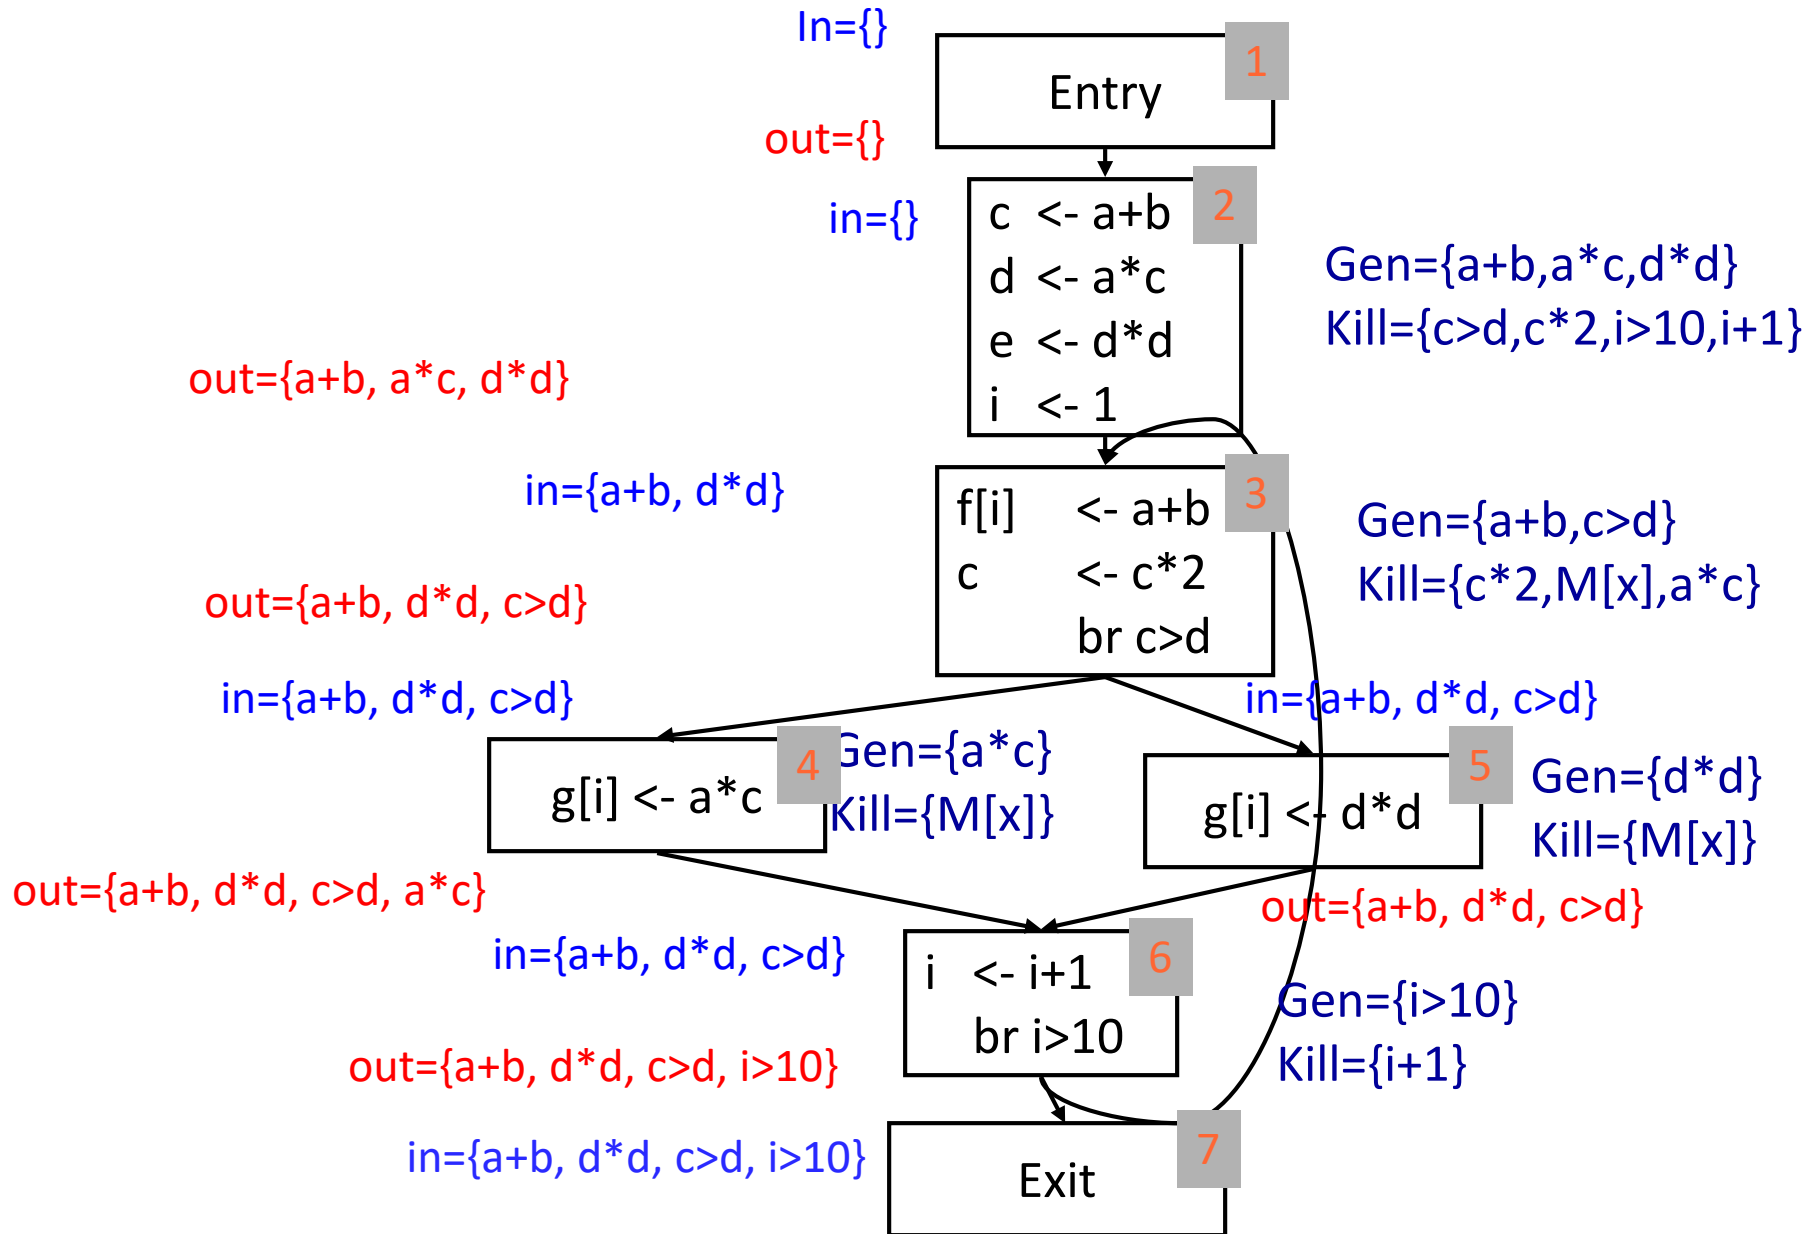 In={}
1
Entry
out={}
in={}
2
c <- a+b
d <- a*c
e <- d*d
i <- 1
Gen={a+b,a*c,d*d}
Kill={c>d,c*2,i>10,i+1}
out={a+b, a*c, d*d}
in={a+b, d*d}
3
f[i] <- a+b
c <- c*2
br c>d
Gen={a+b,c>d}
Kill={c*2,M[x],a*c}
out={a+b, d*d, c>d}
in={a+b, d*d, c>d}
in={a+b, d*d, c>d}
4
g[i] <- a*c
Gen={a*c}
Kill={M[x]}
5
g[i] <- d*d
Gen={d*d}
Kill={M[x]}
out={a+b, d*d, c>d, a*c}
out={a+b, d*d, c>d}
in={a+b, d*d, c>d}
6
i <- i+1
br i>10
Gen={i>10}
Kill={i+1}
out={a+b, d*d, c>d, i>10}
in={a+b, d*d, c>d, i>10}
7
Exit